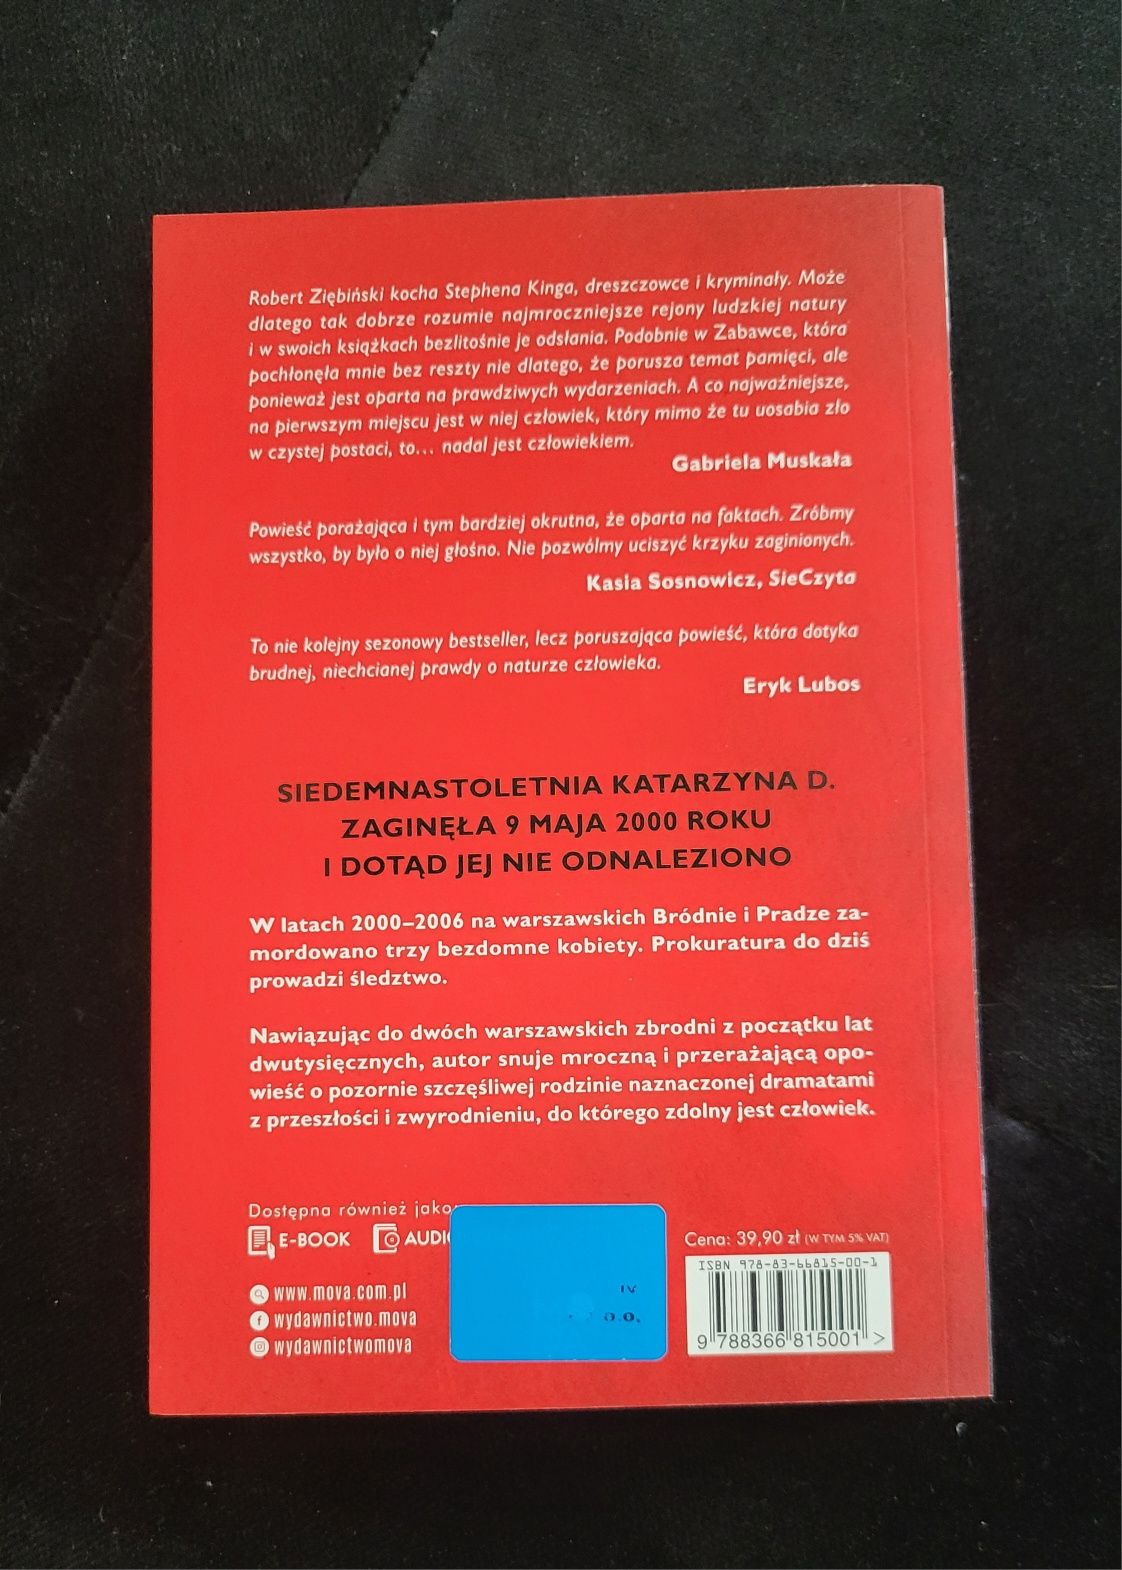 Robert Ziębiński kocha Stephena Kinga, dreszczowce i kryminały. Może
dlatego tak dobrze rozumie najmroczniejsze rejony ludzkiej natury
i w swoich książkach bezlitośnie je odsłania. Podobnie w Zabawce, która
pochłonęła mnie bez reszty nie dlatego, że porusza temat pamięci, ale
ponieważ jest oparta na prawdziwych wydarzeniach. A co najważniejsze,
na pierwszym miejscu jest w niej człowiek, który mimo że tu uosabia zło
w czystej postaci, to... nadal jest człowiekiem.
Gabriela Muskała
Powieść porażająca i tym bardziej okrutna, że oparta na faktach. Zróbmy
wszystko, by było o niej głośno. Nie pozwólmy uciszyć krzyku zaginionych.
Kasia Sosnowicz, SieCzyta
To nie kolejny sezonowy bestseller, lecz poruszająca powieść, która dotyka
brudnej, niechcianej prawdy o naturze człowieka.
Eryk Lubos
SIEDEMNASTOLETNIA KATARZYNA D.
ZAGINĘŁA 9 MAJA 2000 ROKU
I DOTĄD JEJ NIE ODNALEZIONO
W latach 2000–2006 na warszawskich Bródnie i Pradze za-
mordowano trzy bezdomne kobiety. Prokuratura do dziś
prowadzi śledztwo.
Nawiązując do dwóch warszawskich zbrodni z początku lat
dwutysięcznych, autor snuje mroczną i przerażającą opo-
wieść o pozornie szczęśliwej rodzinie naznaczonej dramatami
z przeszłości i zwyrodnieniu, do którego zdolny jest człowiek.
Dostępna również jako
E-BOOK AUDI
Cena: 39,90 zł (W TYM 5% VAT)
ISBN 978-83-66815-00-1
www.mova.com.pl
wydawnictwo.mova
wydawnictwomova
o.o.
9 788366 815001 >